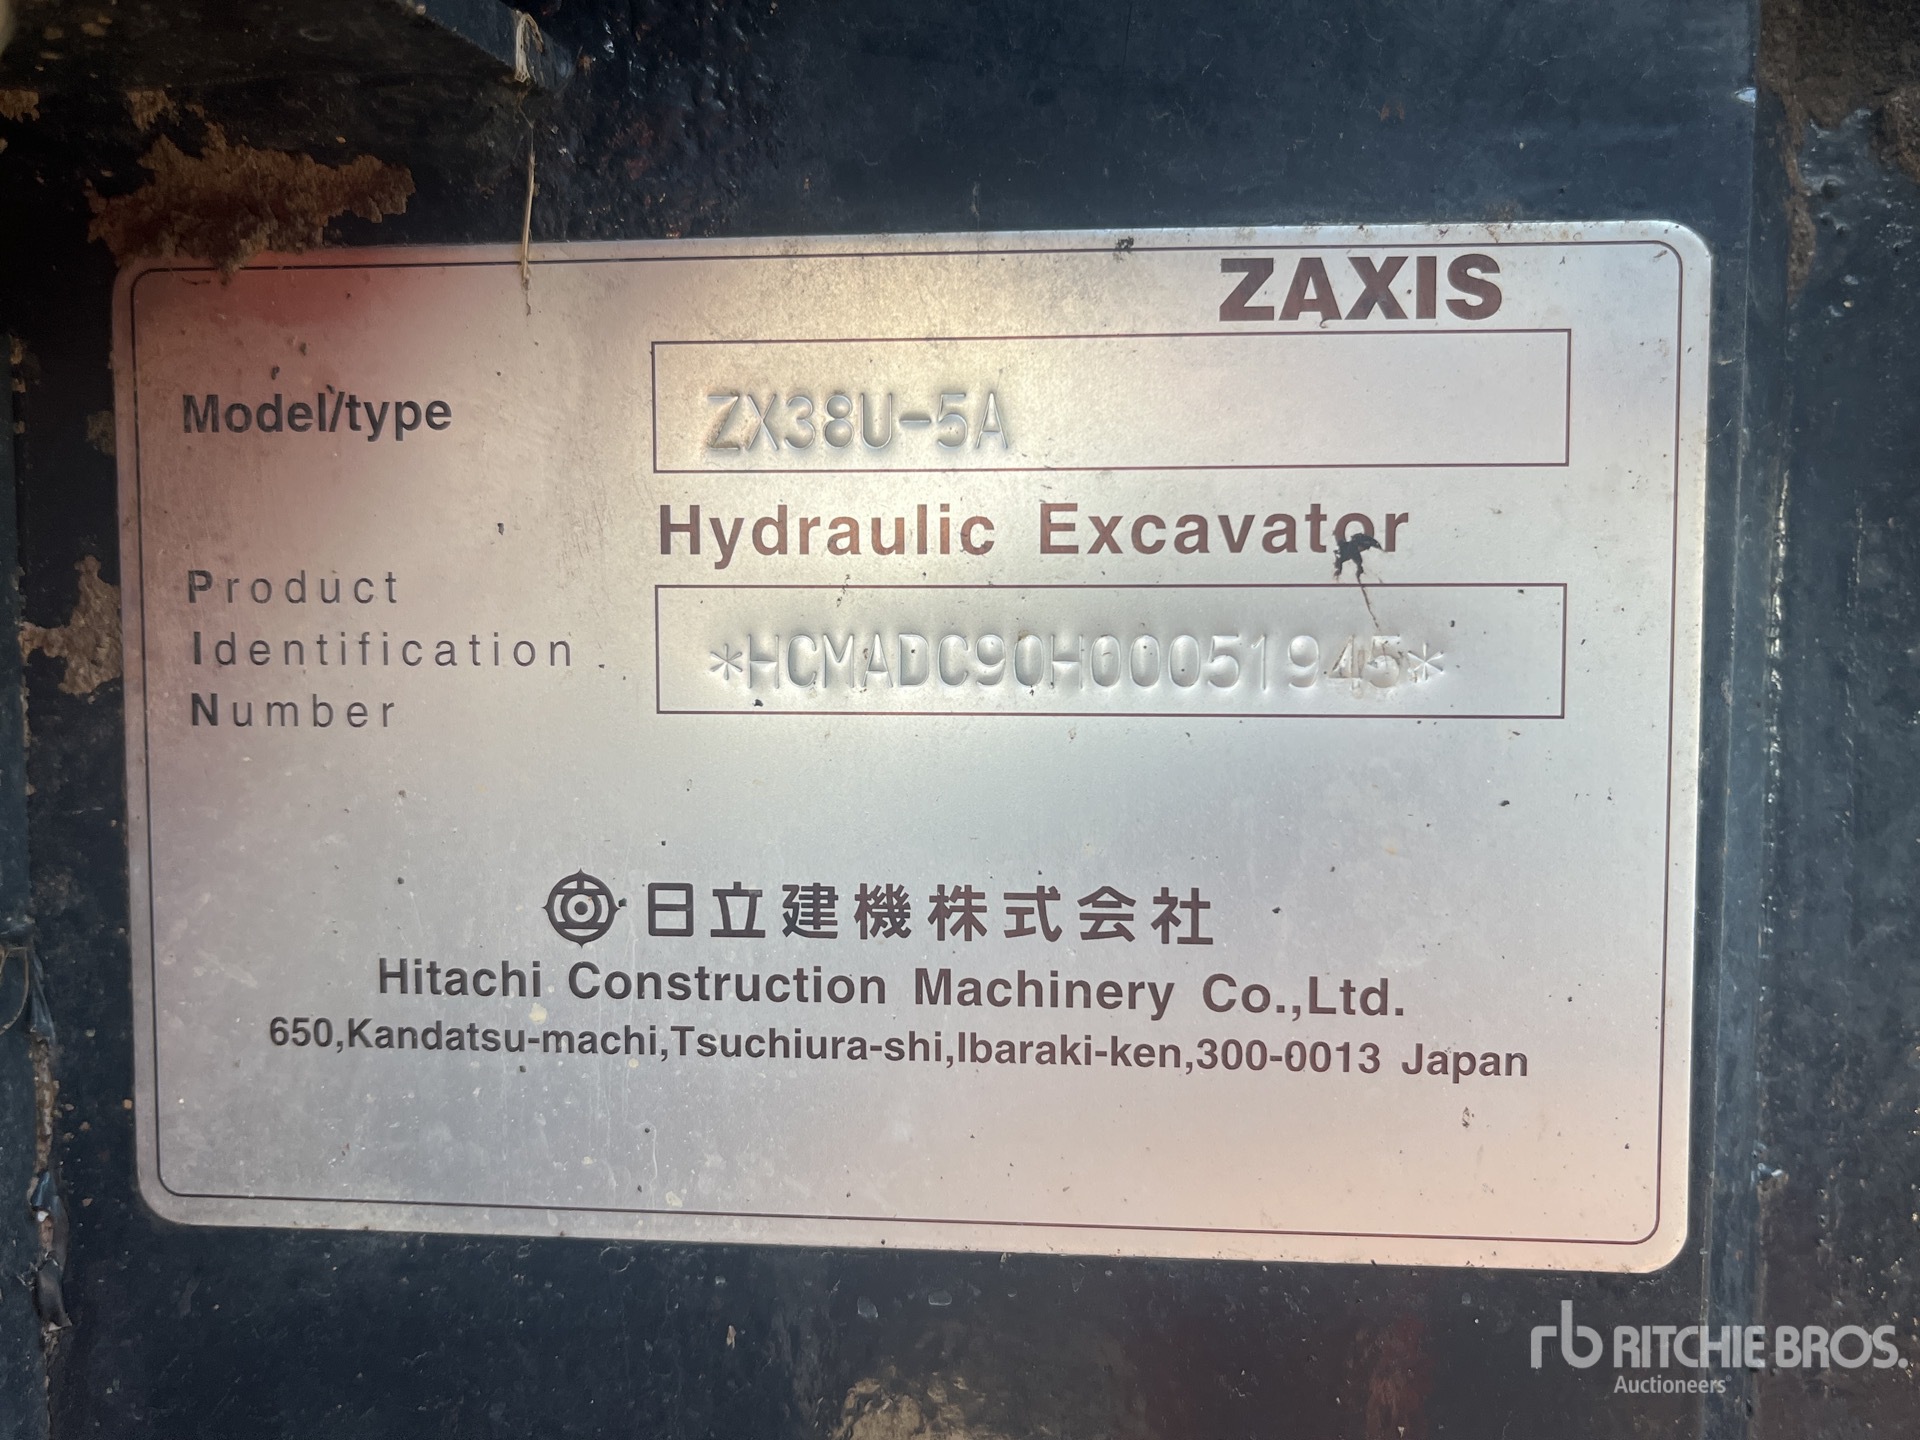 ZAXIS
Model/type
ZX38U-5A
Hydraulic Excavator
Product
Identification
Number
*HCMADC90H00051945*
日立建機株式会社
Hitachi Construction Machinery Co.,Ltd.
650,Kandatsu-machi,Tsuchiura-shi,Ibaraki-ken,300-0013 Japan
rb RITCHIE BROS.
Auctioneers